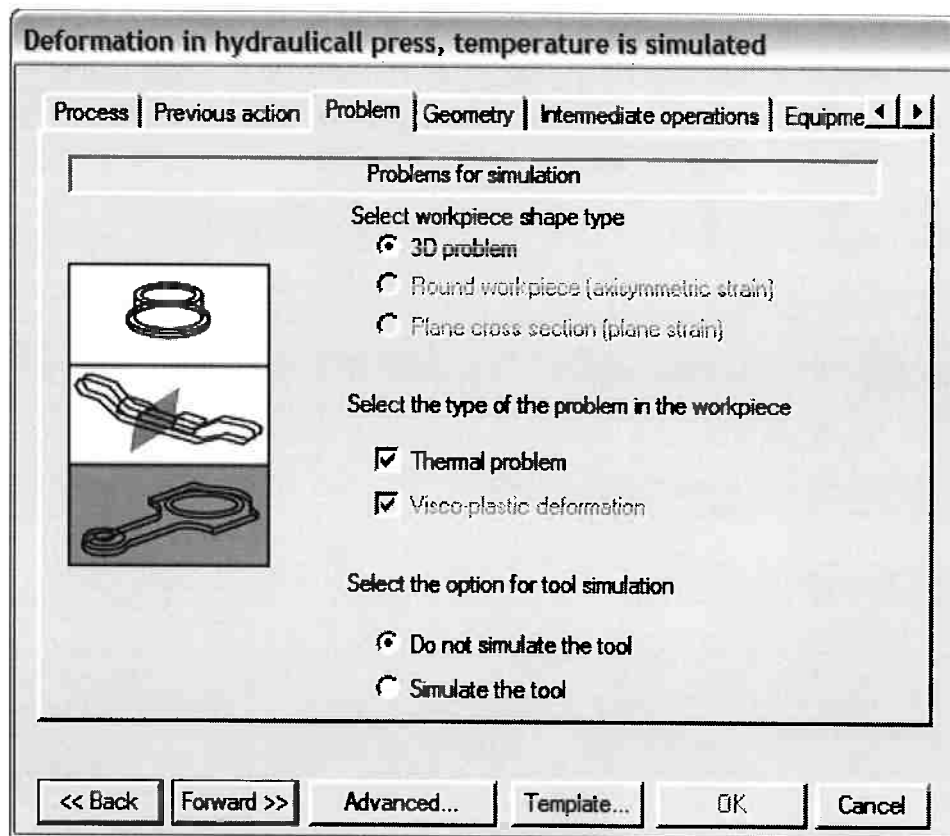 Deformation in hydraulicall press, temperature is simulated
Process Previous action Problem Geometry Intermediate operations Equipme
Problems for simulation
Select workpiece shape type
3D problem
Round workpiece (axisymmetric strain)
Plane cross section (plane strain)
Select the type of the problem in the workpiece
Thermal problem
Visco-plastic deformation
Select the option for tool simulation
Do not simulate the tool
Simulate the tool
<< Back Forward >> Advanced... Template... OK Cancel